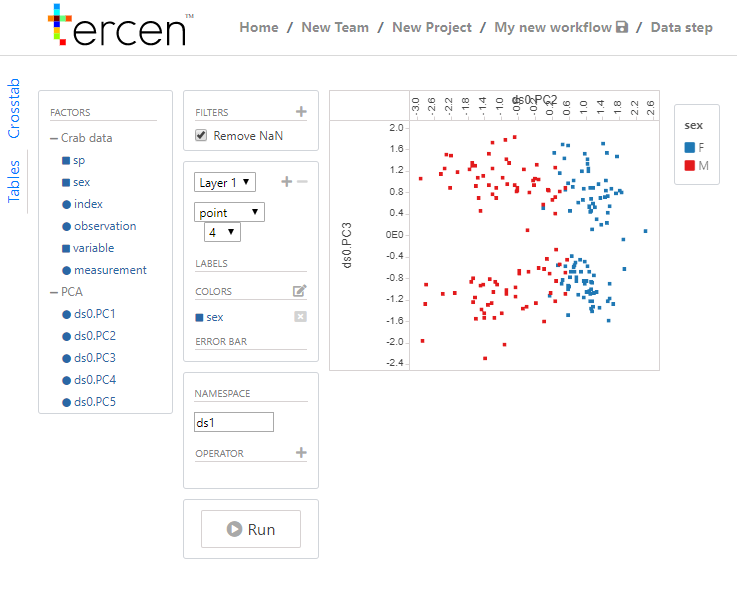 tercen™
Home / New Team / New Project / My new workflow / Data step
Crosstab
Tables
FACTORS
Crab data
sp
sex
index
observation
variable
measurement
PCA
ds0.PC1
ds0.PC2
ds0.PC3
ds0.PC4
ds0.PC5
FILTERS
Remove NaN
Layer 1
point
4
LABELS
COLORS
sex
ERROR BAR
NAMESPACE
ds1
OPERATOR
Run
ds0.PC2
-3.0 -2.6 -2.2 -1.8 -1.4 -1.0 -0.6 -0.2 0.2 0.6 1.0 1.4 1.8 2.2 2.6
ds0.PC3
2.0
1.6
1.2
0.8
0.4
0E0
-0.4
-0.8
-1.2
-1.6
-2.0
-2.4
sex
F
M